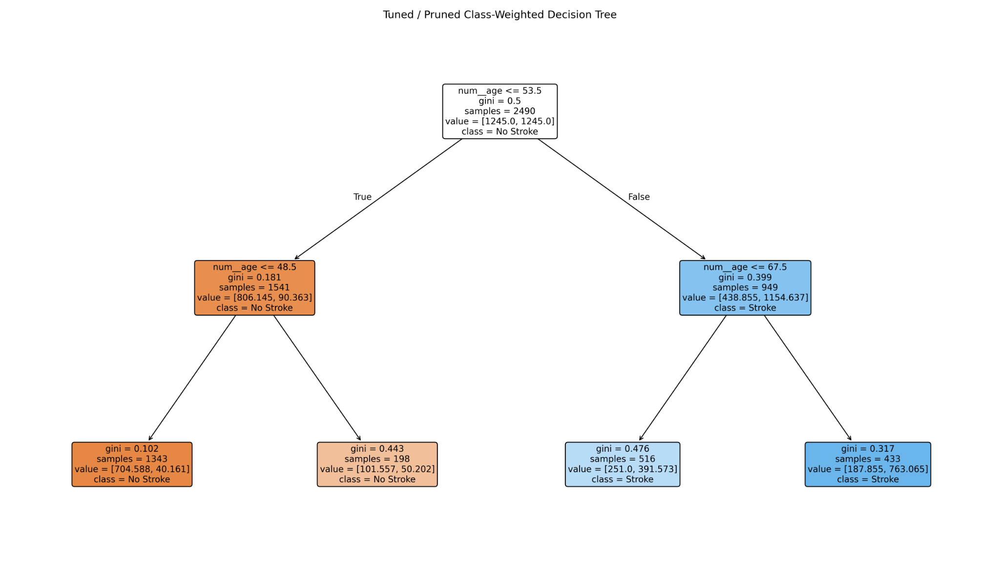 Tuned / Pruned Class-Weighted Decision Tree
num__age <= 53.5
gini = 0.5
samples = 2490
value = [1245.0, 1245.0]
class = No Stroke
True
False
num__age <= 48.5
gini = 0.181
samples = 1541
value = [806.145, 90.363]
class = No Stroke
num__age <= 67.5
gini = 0.399
samples = 949
value = [438.855, 1154.637]
class = Stroke
gini = 0.102
samples = 1343
value = [704.588, 40.161]
class = No Stroke
gini = 0.443
samples = 198
value = [101.557, 50.202]
class = No Stroke
gini = 0.476
samples = 516
value = [251.0, 391.573]
class = Stroke
gini = 0.317
samples = 433
value = [187.855, 763.065]
class = Stroke